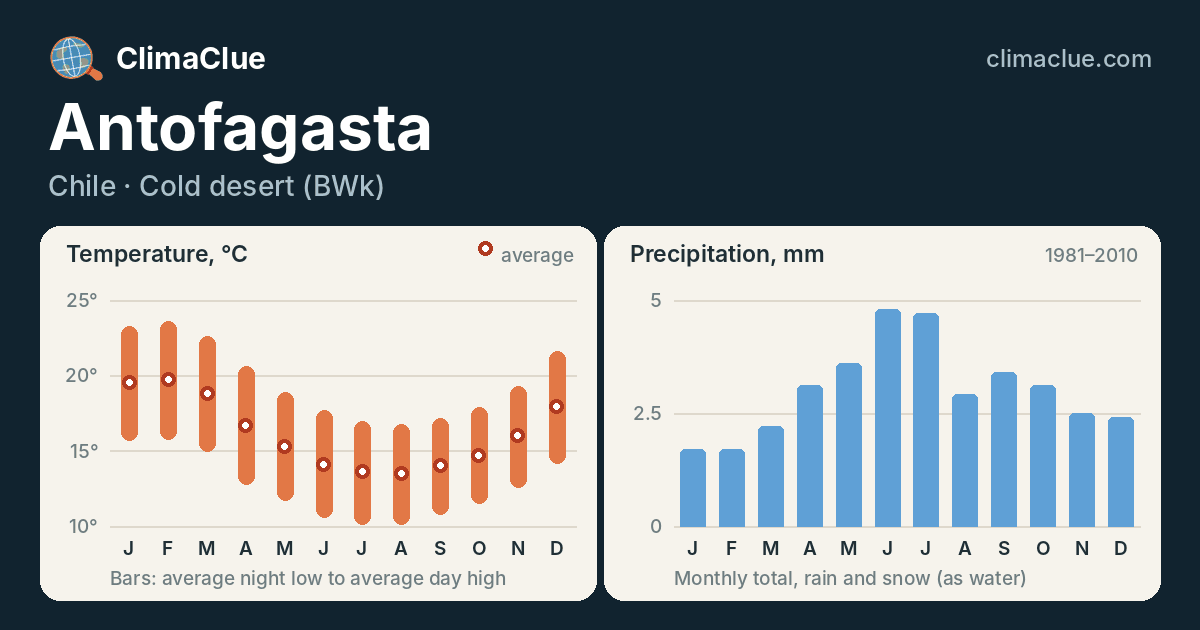 ClimaClue
climaclue.com
Antofagasta
Chile · Cold desert (BWk)
Temperature, °C
average
25°
20°
15°
10°
J F M A M J J A S O N D
Bars: average night low to average day high
Precipitation, mm
1981–2010
5
2.5
0
J F M A M J J A S O N D
Monthly total, rain and snow (as water)